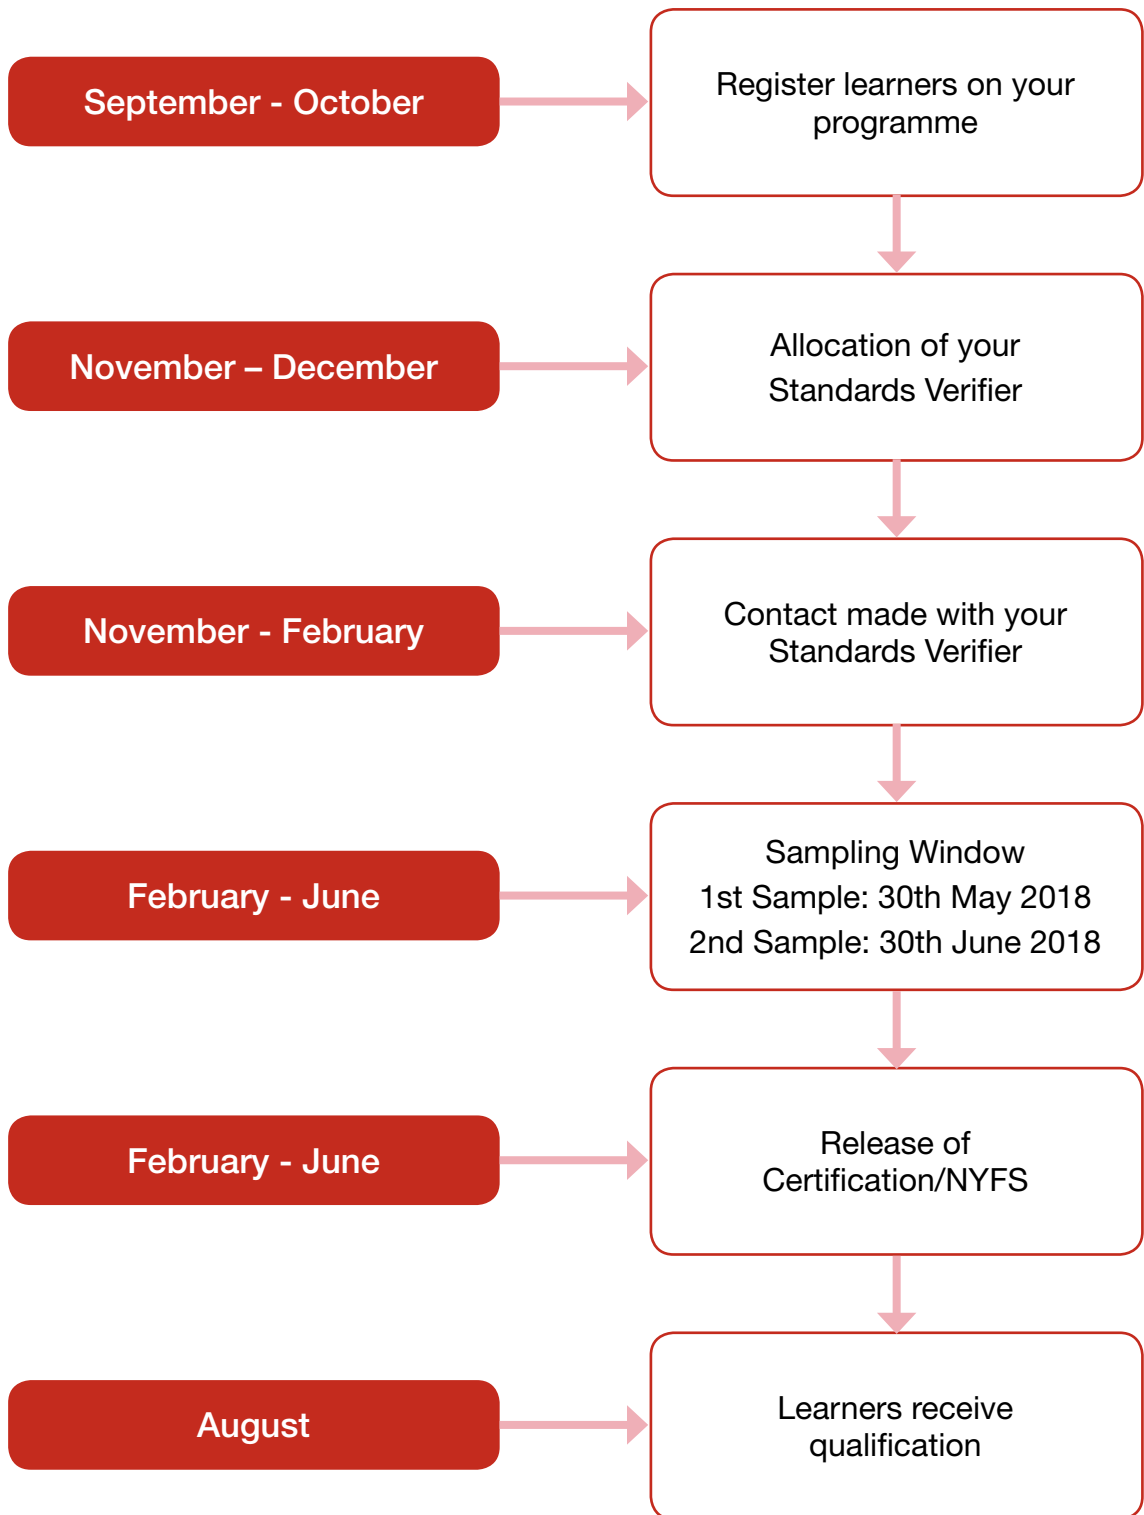 September - October
Register learners on your
programme
November – December
Allocation of your
Standards Verifier
November - February
Contact made with your
Standards Verifier
February - June
Sampling Window
1st Sample: 30th May 2018
2nd Sample: 30th June 2018
February - June
Release of
Certification/NYFS
August
Learners receive
qualification